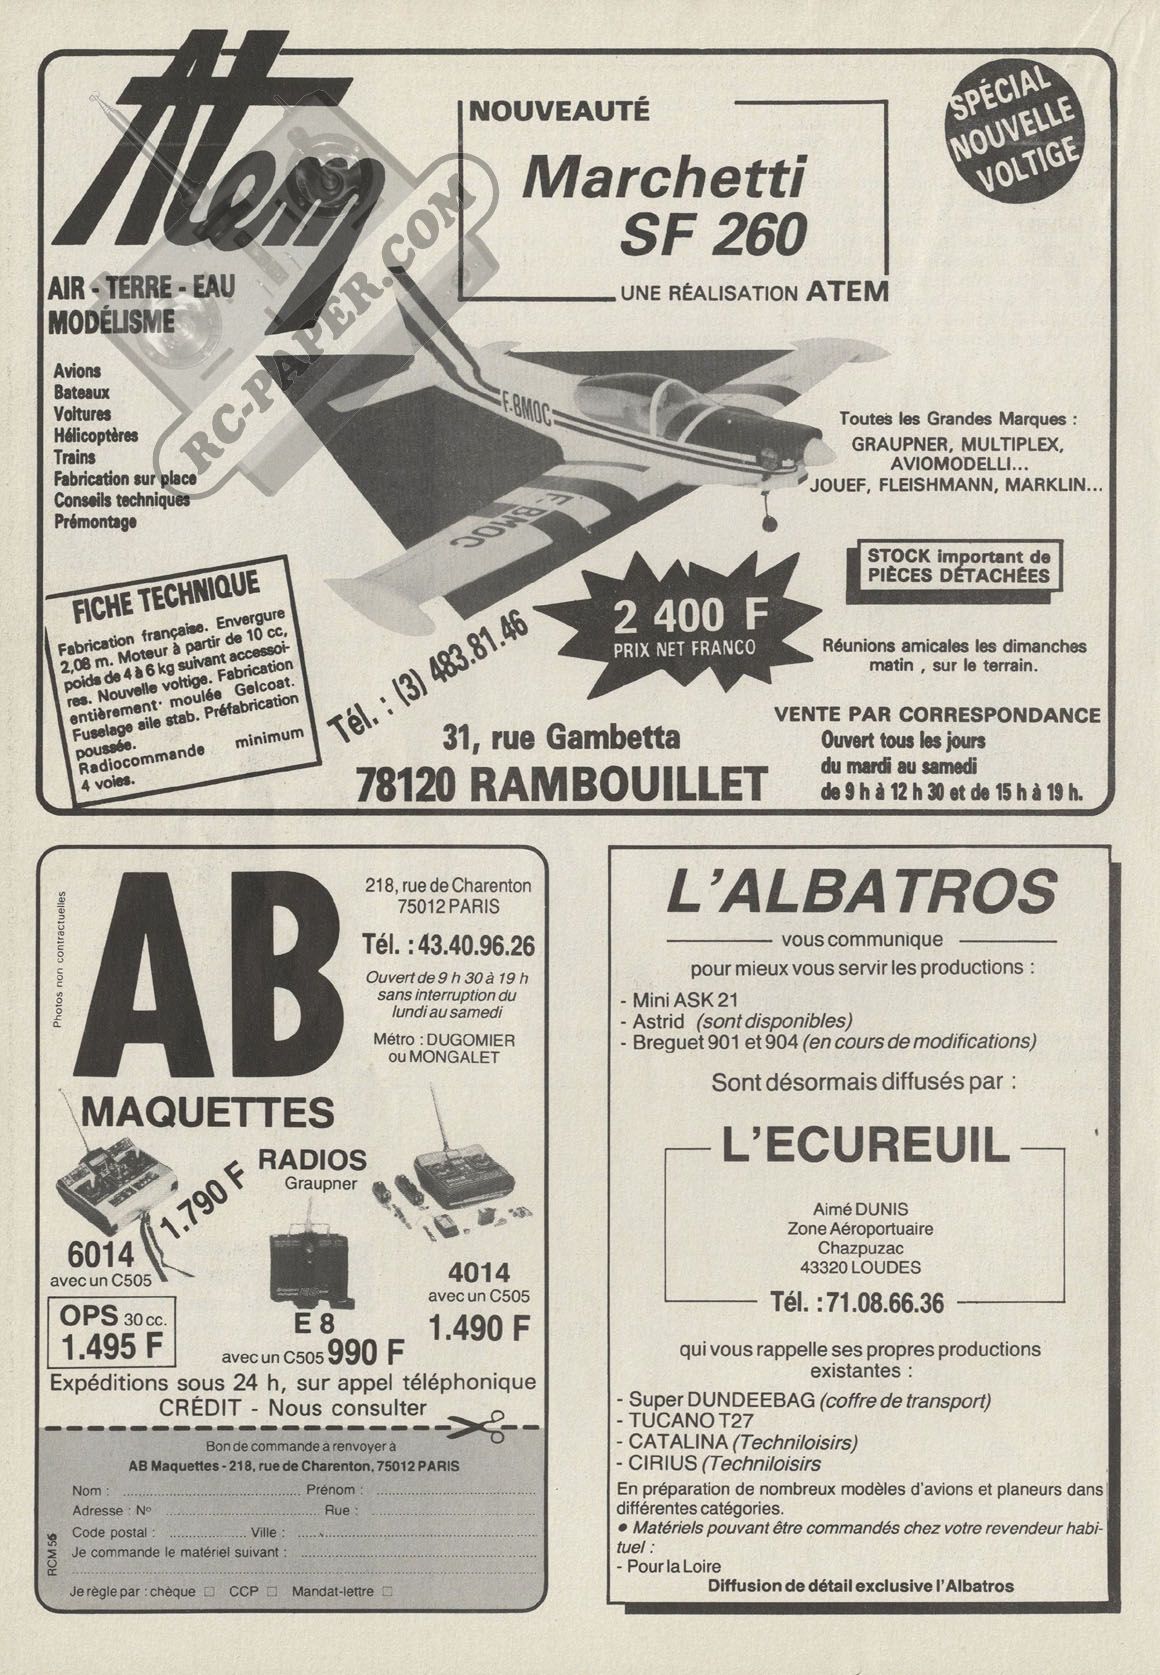 Atem
AIR - TERRE - EAU
MODÉLISME
Avions
Bateaux
Voltures
Hélicoptères
Trains
Fabrication sur place
Conseils techniques
Prémontage
NOUVEAUTÉ
Marchetti
SF 260
UNE RÉALISATION ATEM
SPÉCIAL
NOUVELLE
VOLTIGE
RC-PAPER.COM
F-BMOC
F-BMOC
Toutes les Grandes Marques :
GRAUPNER, MULTIPLEX,
AVIOMODELLI...
JOUEF, FLEISHMANN, MARKLIN...
STOCK important de
PIÈCES DÉTACHÉES
Réunions amicales les dimanches
matin , sur le terrain.
FICHE TECHNIQUE
Fabrication française. Envergure
2,08 m. Moteur à partir de 10 cc,
poids de 4 à 6 kg suivant accessoi-
res. Nouvelle voltige. Fabrication
entièrement moulée Gelcoat.
Fuselage aile stab. Préfabrication
poussée.
Radiocommande minimum
4 voies.
2 400 F
PRIX NET FRANCO
Tél. : (3) 483.81.46
31, rue Gambetta
78120 RAMBOUILLET
VENTE PAR CORRESPONDANCE
Ouvert tous les jours
du mardi au samedi
de 9 h à 12 h 30 et de 15 h à 19 h.
Photos non contractuelles
AB
MAQUETTES
218, rue de Charenton
75012 PARIS
Tél. : 43.40.96.26
Ouvert de 9 h 30 à 19 h
sans interruption du
lundi au samedi
Métro : DUGOMIER
ou MONGALET
RADIOS
Graupner
1.790 F
6014
avec un C505
OPS 30 cc.
1.495 F
E 8
avec un C505 990 F
4014
avec un C505
1.490 F
Expéditions sous 24 h, sur appel téléphonique
CRÉDIT - Nous consulter
Bon de commande à renvoyer à
AB Maquettes - 218, rue de Charenton, 75012 PARIS
Nom : Prénom :
Adresse : Nº Rue :
Code postal : Ville :
Je commande le matériel suivant :
Je règle par : chèque □ CCP □ Mandat-lettre □
RCM 56
L'ALBATROS
vous communique
pour mieux vous servir les productions :
- Mini ASK 21
- Astrid (sont disponibles)
- Breguet 901 et 904 (en cours de modifications)
Sont désormais diffusés par :
L'ECUREUIL
Aimé DUNIS
Zone Aéroportuaire
Chazpuzac
43320 LOUDES
Tél. : 71.08.66.36
qui vous rappelle ses propres productions
existantes :
- Super DUNDEEBAG (coffre de transport)
- TUCANO T27
- CATALINA (Techniloisirs)
- CIRIUS (Techniloisirs
En préparation de nombreux modèles d'avions et planeurs dans
différentes catégories.
● Matériels pouvant être commandés chez votre revendeur habi-
tuel :
- Pour la Loire
Diffusion de détail exclusive l'Albatros